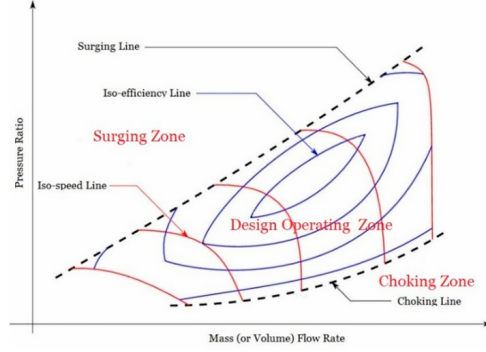 Surging Line
Iso-efficiency Line
Surging Zone
Pressure Ratio
Iso-speed Line
Design Operating Zone
Choking Zone
Choking Line
Mass (or Volume) Flow Rate